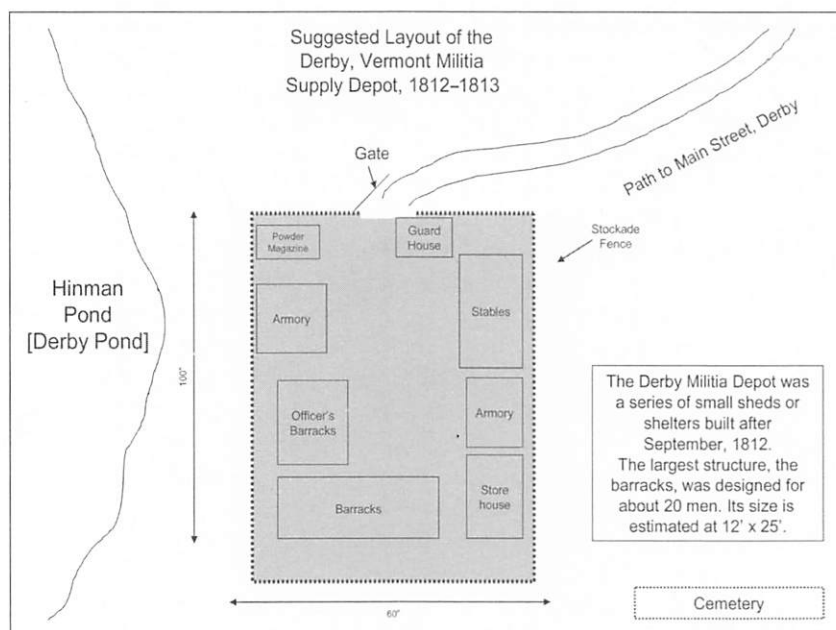 Suggested Layout of the
Derby, Vermont Militia
Supply Depot, 1812–1813
Gate
Path to Main Street, Derby
Stockade
Fence
Powder
Magazine
Guard
House
Hinman
Pond
[Derby Pond]
Armory
Stables
100"
Officer's
Barracks
Armory
Barracks
Store
house
The Derby Militia Depot was
a series of small sheds or
shelters built after
September, 1812.
The largest structure, the
barracks, was designed for
about 20 men. Its size is
estimated at 12' x 25'.
60"
Cemetery